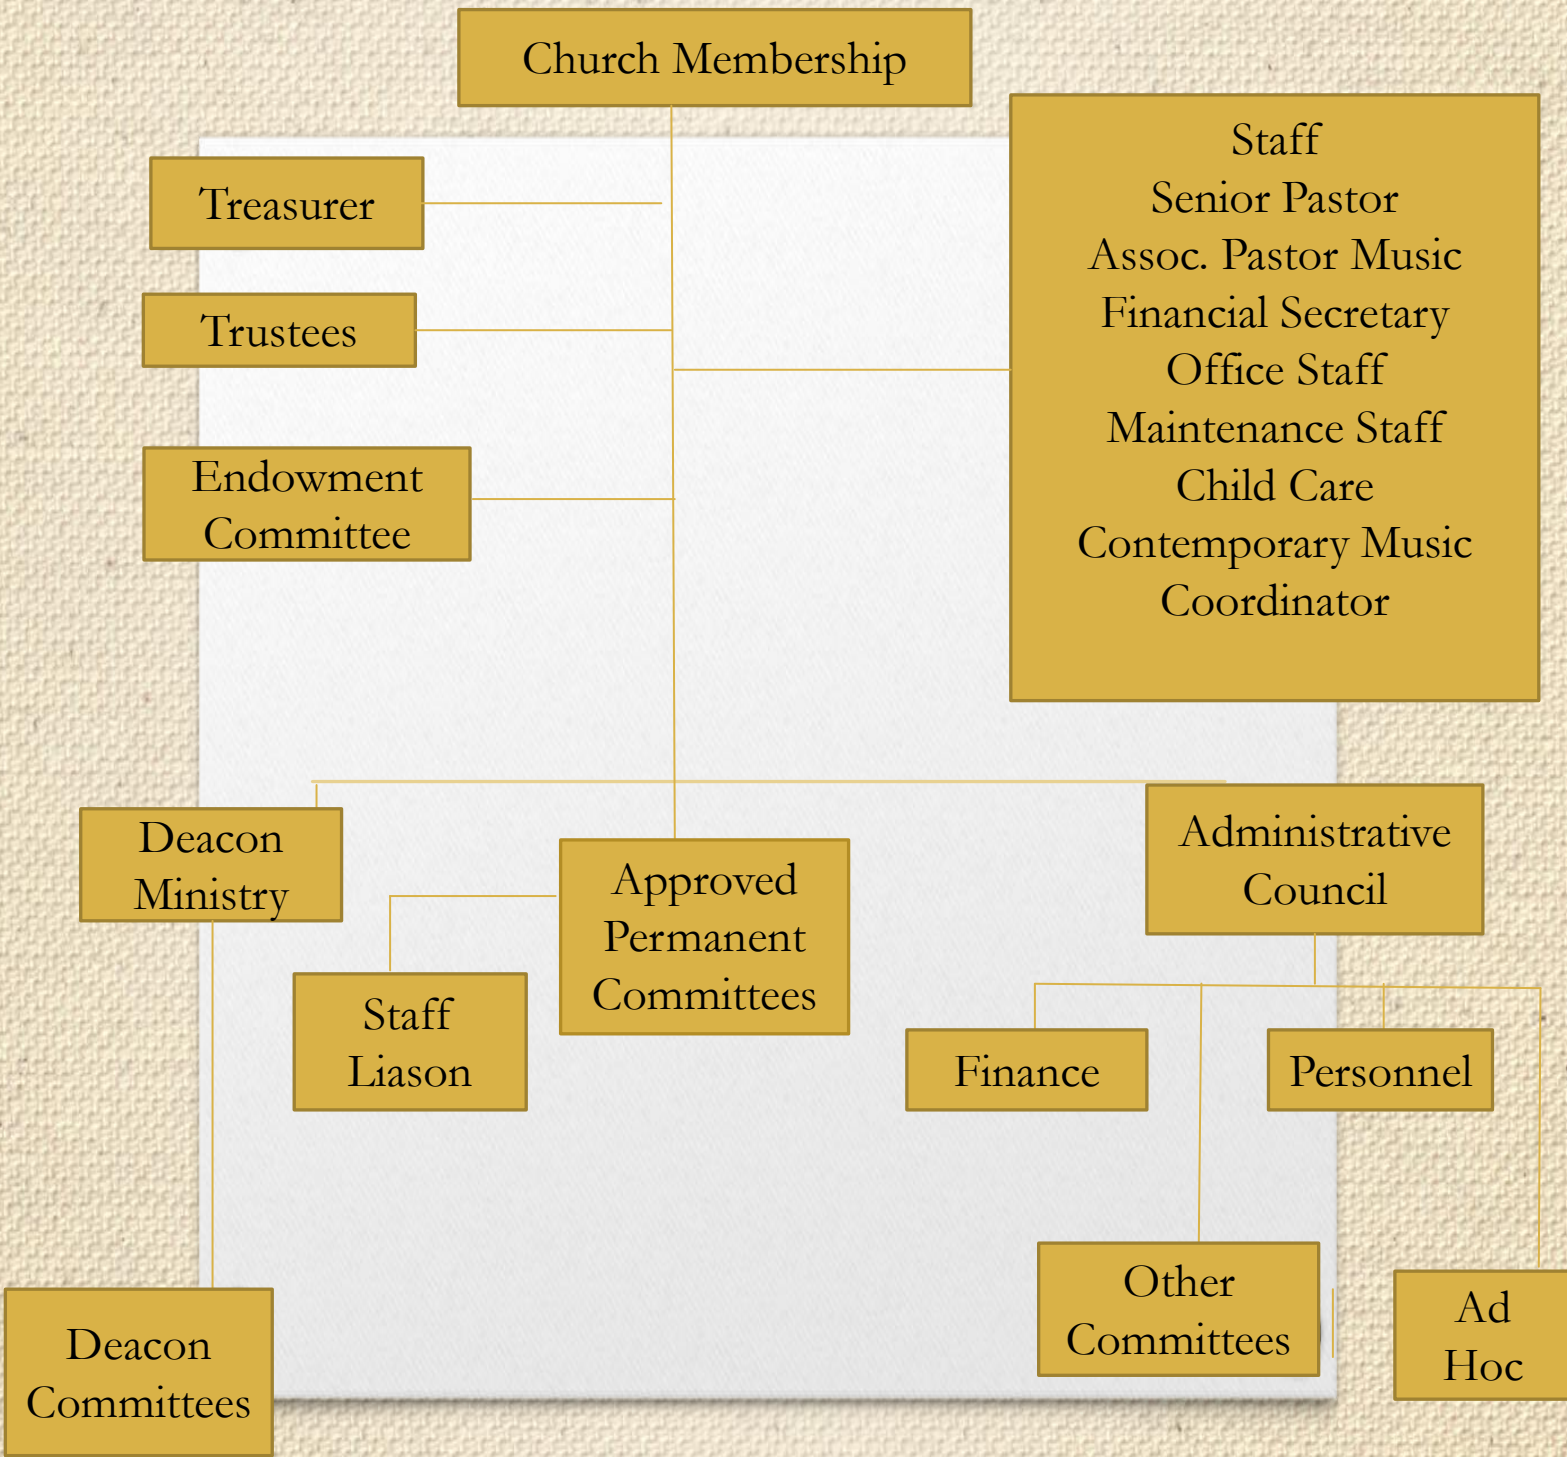 Church Membership
Treasurer
Trustees
Endowment
Committee
Staff
Senior Pastor
Assoc. Pastor Music
Financial Secretary
Office Staff
Maintenance Staff
Child Care
Contemporary Music
Coordinator
Deacon
Ministry
Approved
Permanent
Committees
Administrative
Council
Staff
Liason
Finance
Personnel
Other
Committees
Ad
Hoc
Deacon
Committees